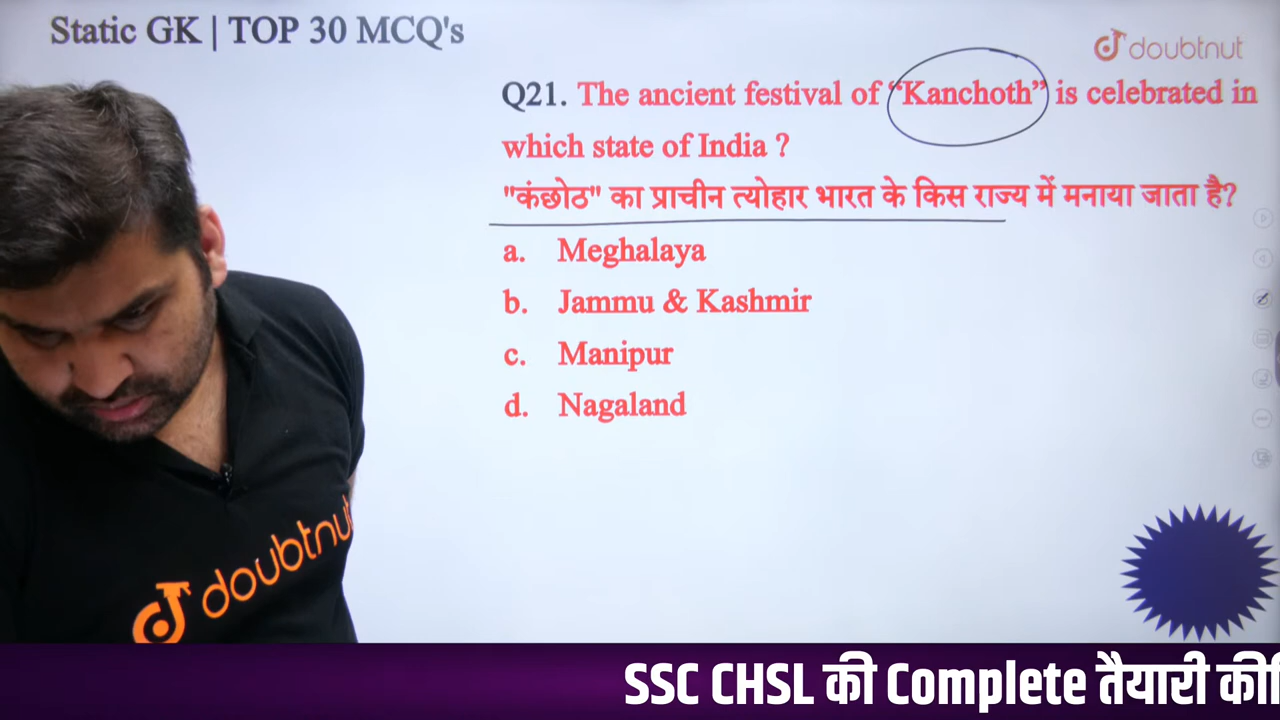 Static GK | TOP 30 MCQ's
doubtnut
Q21. The ancient festival of “Kanchoth” is celebrated in
which state of India ?
"कंछोठ" का प्राचीन त्योहार भारत के किस राज्य में मनाया जाता है?
a. Meghalaya
b. Jammu & Kashmir
c. Manipur
d. Nagaland
doubtnut
SSC CHSL की Complete तैयारी